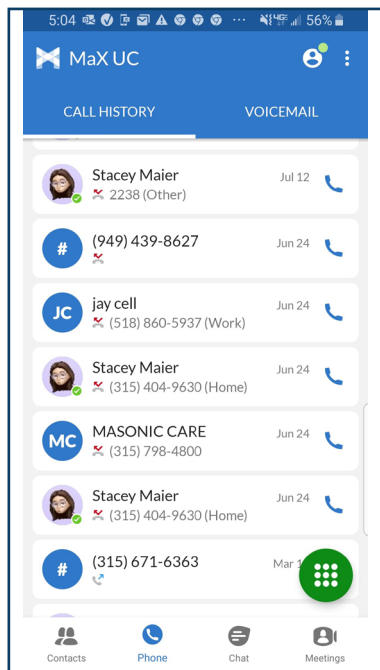 5:04 56%
MaX UC
CALL HISTORY VOICEMAIL
Stacey Maier Jul 12
2238 (Other)
# (949) 439-8627 Jun 24
JC jay cell Jun 24
(518) 860-5937 (Work)
Stacey Maier Jun 24
(315) 404-9630 (Home)
MC MASONIC CARE Jun 24
(315) 798-4800
Stacey Maier Jun 24
(315) 404-9630 (Home)
# (315) 671-6363 Mar
Contacts Phone Chat Meetings